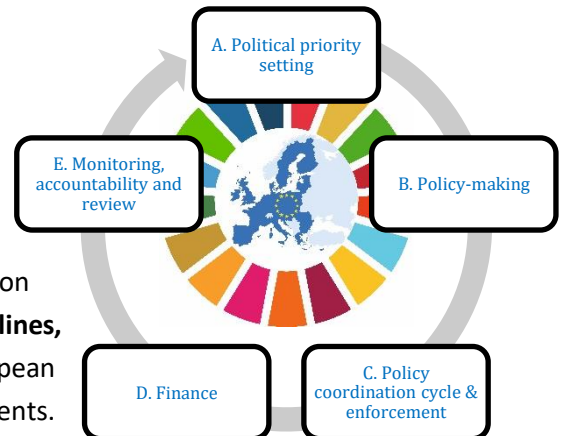 A. Political priority
setting
B. Policy-making
C. Policy
coordination cycle &
enforcement
D. Finance
E. Monitoring,
accountability and
review
on
lines,
pean
ents.